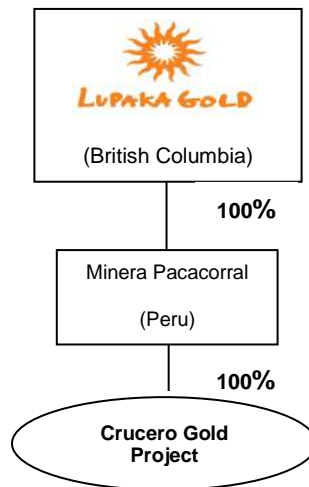 LUPAKA GOLD
(British Columbia)
100%
Minera Pacacorral
(Peru)
100%
Crucero Gold
Project